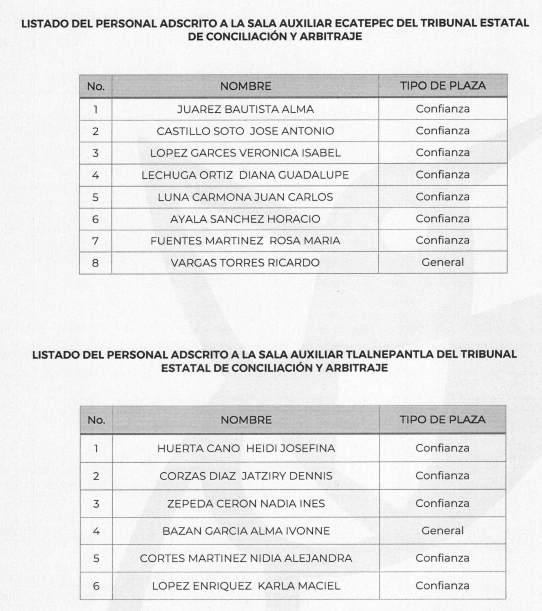 LISTADO DEL PERSONAL ADSCRITO A LA SALA AUXILIAR ECATEPEC DEL TRIBUNAL ESTATAL
DE CONCILIACIÓN Y ARBITRAJE
No. NOMBRE TIPO DE PLAZA
1 JUAREZ BAUTISTA ALMA Confianza
2 CASTILLO SOTO JOSE ANTONIO Confianza
3 LOPEZ GARCES VERONICA ISABEL Confianza
4 LECHUGA ORTIZ DIANA GUADALUPE Confianza
5 LUNA CARMONA JUAN CARLOS Confianza
6 AYALA SANCHEZ HORACIO Confianza
7 FUENTES MARTINEZ ROSA MARIA Confianza
8 VARGAS TORRES RICARDO General
LISTADO DEL PERSONAL ADSCRITO A LA SALA AUXILIAR TLALNEPANTLA DEL TRIBUNAL
ESTATAL DE CONCILIACIÓN Y ARBITRAJE
No. NOMBRE TIPO DE PLAZA
1 HUERTA CANO HEIDI JOSEFINA Confianza
2 CORZAS DIAZ JATZIRY DENNIS Confianza
3 ZEPEDA CERON NADIA INES Confianza
4 BAZAN GARCIA ALMA IVONNE General
5 CORTES MARTINEZ NIDIA ALEJANDRA Confianza
6 LOPEZ ENRIQUEZ KARLA MACIEL Confianza